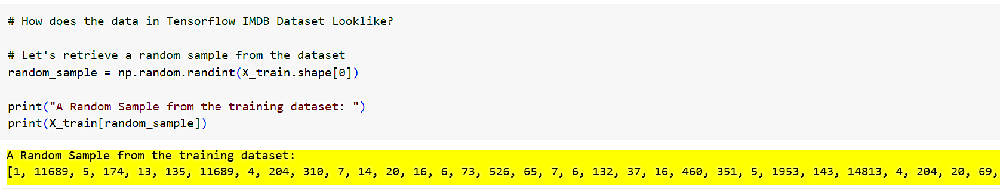 # How does the data in Tensorflow IMDB Dataset Looklike?
# Let's retrieve a random sample from the dataset
random_sample = np.random.randint(X_train.shape[0])
print("A Random Sample from the training dataset: ")
print(X_train[random_sample])
A Random Sample from the training dataset:
[1, 11689, 5, 174, 13, 135, 11689, 4, 204, 310, 7, 14, 20, 16, 6, 73, 526, 65, 7, 6, 132, 37, 16, 460, 351, 5, 1953, 143, 14813, 4, 204, 20, 69,